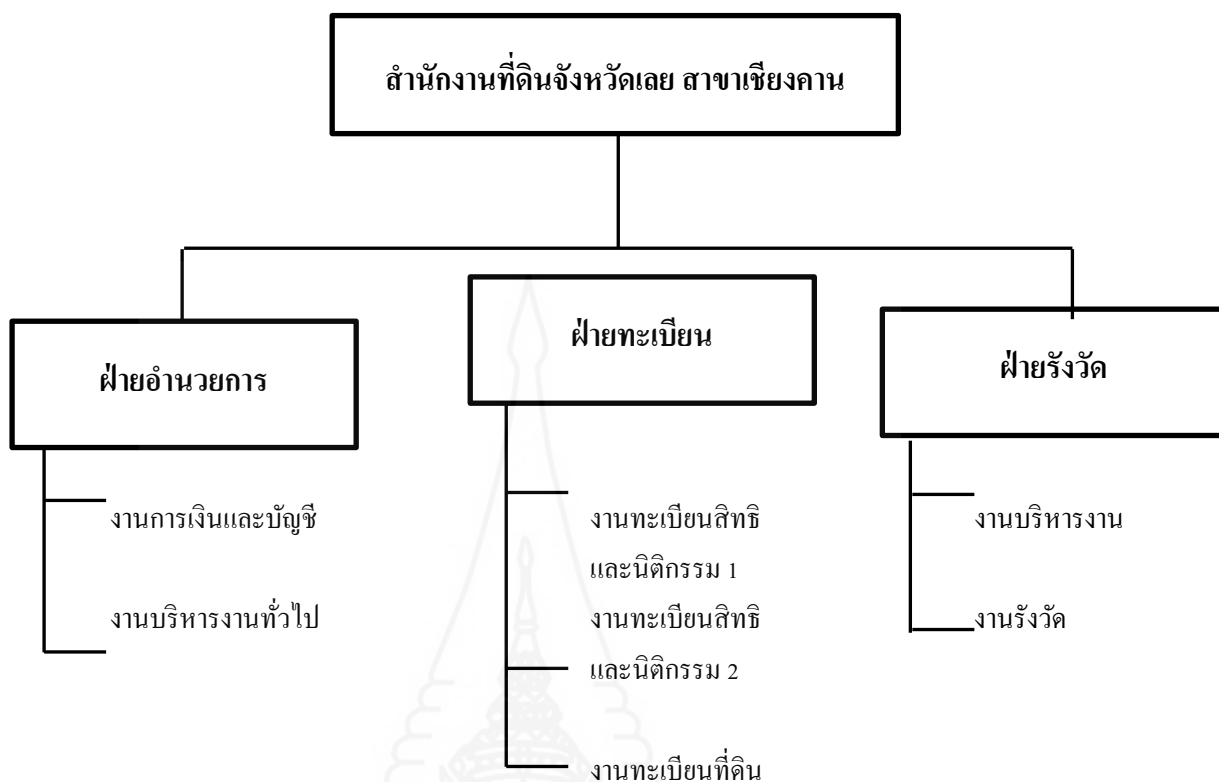 สำนักงานที่ดินจังหวัดเลย สาขาเชียงคาน
ฝ่ายอำนวยการ
งานการเงินและบัญชี
งานบริหารงานทั่วไป
ฝ่ายทะเบียน
งานทะเบียนสิทธิ
และนิติกรรม 1
งานทะเบียนสิทธิ
และนิติกรรม 2
งานทะเบียนที่ดิน
ฝ่ายรังวัด
งานบริหารงาน
งานรังวัด